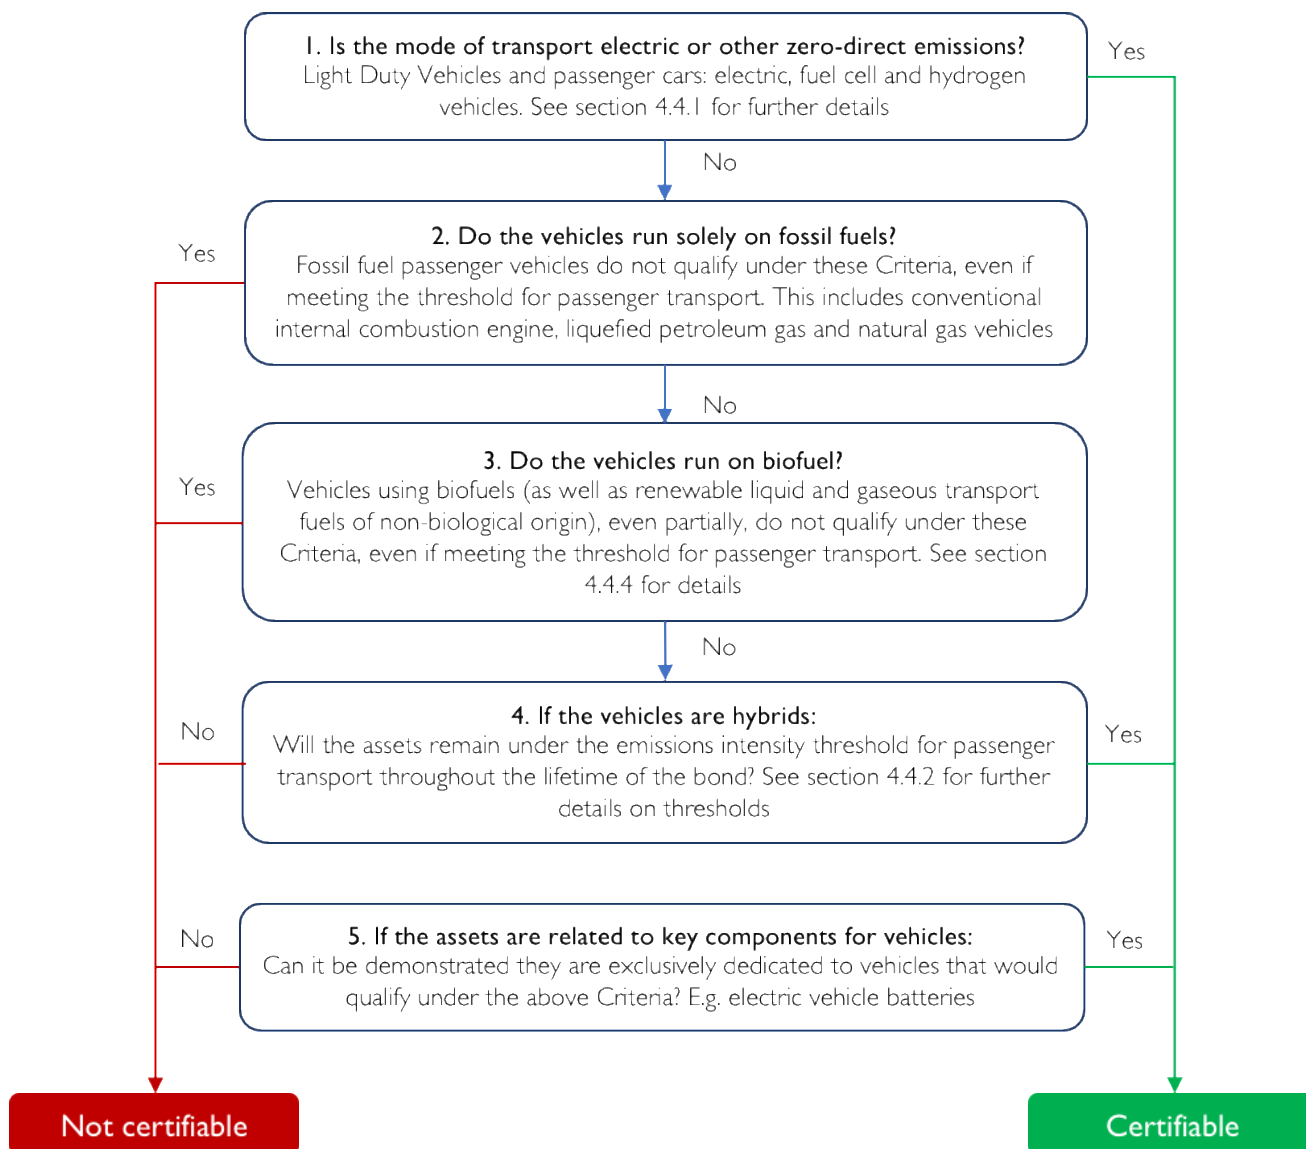 1. Is the mode of transport electric or other zero-direct emissions?
Light Duty Vehicles and passenger cars: electric, fuel cell and hydrogen
vehicles. See section 4.4.1 for further details
Yes
No
2. Do the vehicles run solely on fossil fuels?
Fossil fuel passenger vehicles do not qualify under these Criteria, even if
meeting the threshold for passenger transport. This includes conventional
internal combustion engine, liquefied petroleum gas and natural gas vehicles
Yes
No
3. Do the vehicles run on biofuel?
Vehicles using biofuels (as well as renewable liquid and gaseous transport
fuels of non-biological origin), even partially, do not qualify under these
Criteria, even if meeting the threshold for passenger transport. See section
4.4.4 for details
Yes
No
4. If the vehicles are hybrids:
Will the assets remain under the emissions intensity threshold for passenger
transport throughout the lifetime of the bond? See section 4.4.2 for further
details on thresholds
No
Yes
5. If the assets are related to key components for vehicles:
Can it be demonstrated they are exclusively dedicated to vehicles that would
qualify under the above Criteria? E.g. electric vehicle batteries
No
Yes
Not certifiable
Certifiable